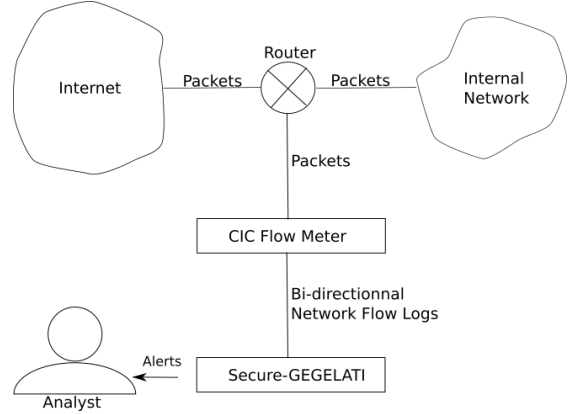 Router
Internet
Packets
Packets
Internal
Network
Packets
CIC Flow Meter
Bi-directionnal
Network Flow Logs
Alerts
Secure-GEGELATI
Analyst